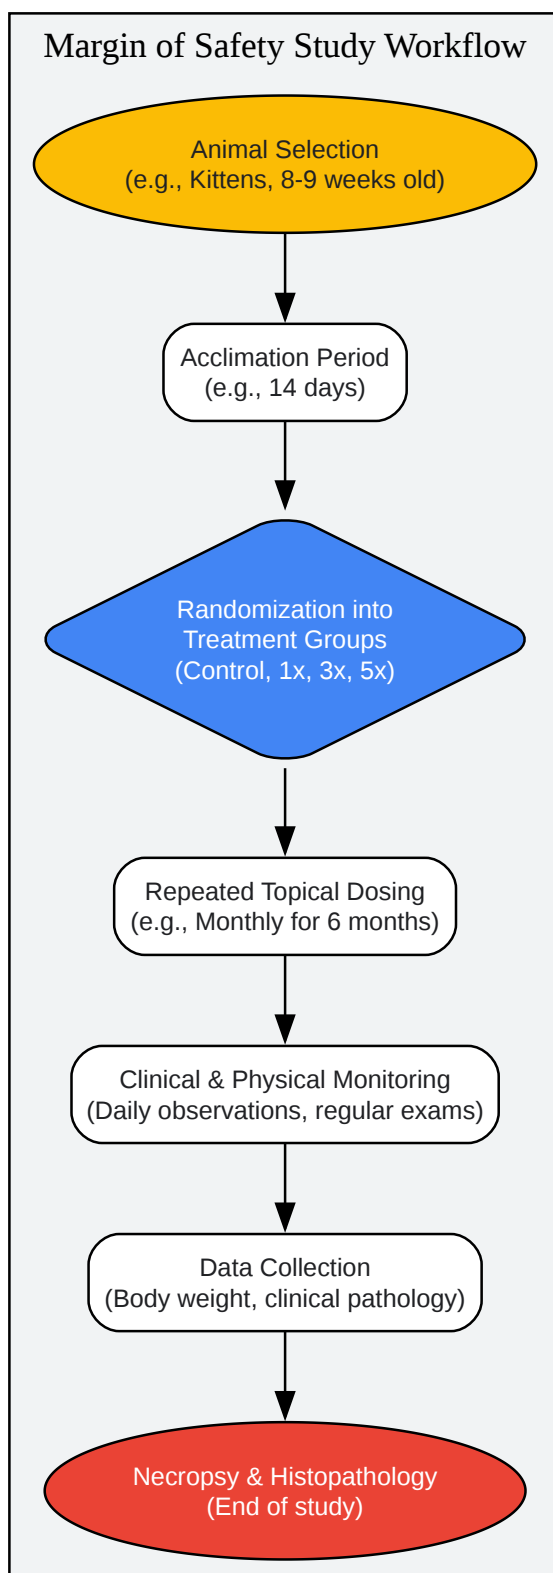 Margin of Safety Study Workflow
Animal Selection
(e.g., Kittens, 8-9 weeks old)
Acclimation Period
(e.g., 14 days)
Randomization into
Treatment Groups
(Control, 1x, 3x, 5x)
Repeated Topical Dosing
(e.g., Monthly for 6 months)
Clinical & Physical Monitoring
(Daily observations, regular exams)
Data Collection
(Body weight, clinical pathology)
Necropsy & Histopathology
(End of study)